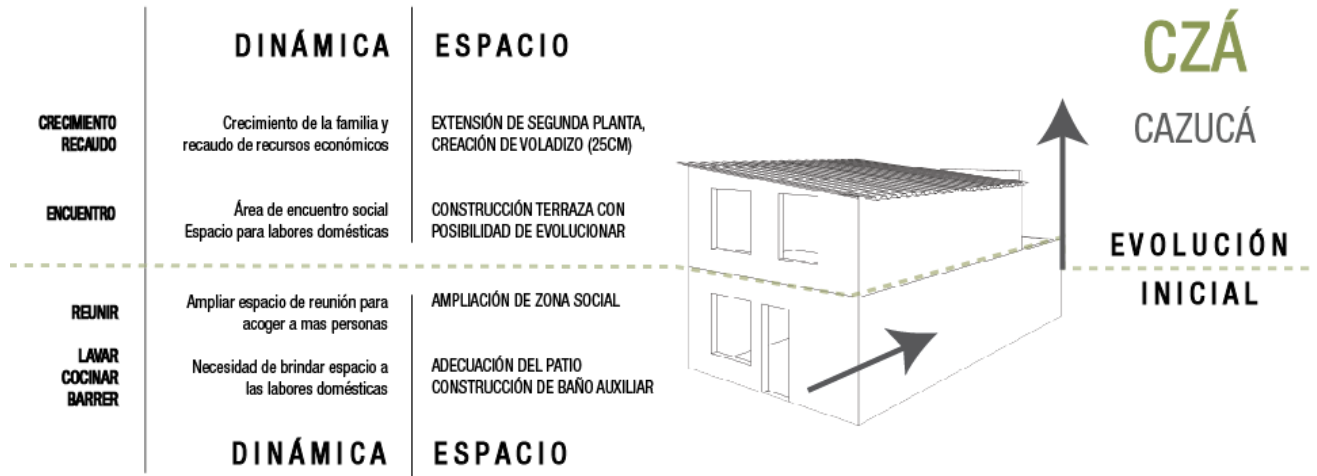 DINÁMICA
ESPACIO
CZÁ
CAZUCÁ
CRECIMIENTO
RECAUDO
Crecimiento de la familia y
recaudo de recursos económicos
EXTENSIÓN DE SEGUNDA PLANTA,
CREACIÓN DE VOLADIZO (25CM)
ENCUENTRO
Área de encuentro social
Espacio para labores domésticas
CONSTRUCCIÓN TERRAZA CON
POSIBILIDAD DE EVOLUCIONAR
EVOLUCIÓN
INICIAL
REUNIR
Ampliar espacio de reunión para
acoger a mas personas
AMPLIACIÓN DE ZONA SOCIAL
LAVAR
COCINAR
BARRER
Necesidad de brindar espacio a
las labores domésticas
ADECUACIÓN DEL PATIO
CONSTRUCCIÓN DE BAÑO AUXILIAR
DINÁMICA
ESPACIO